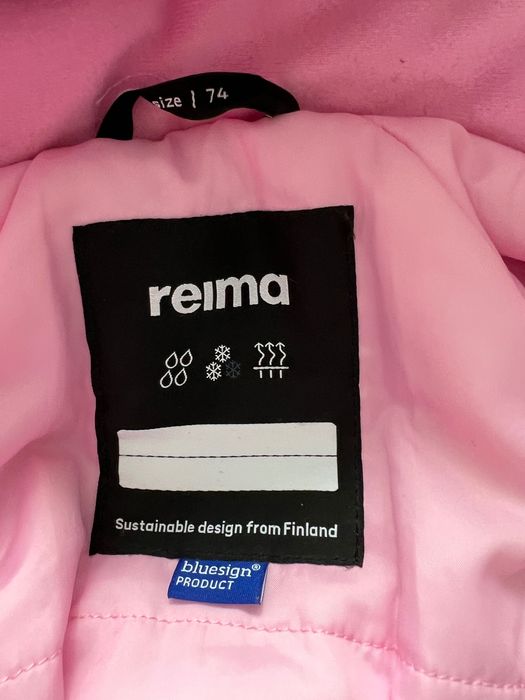 size | 74
reima
Sustainable design from Finland
bluesign®
PRODUCT